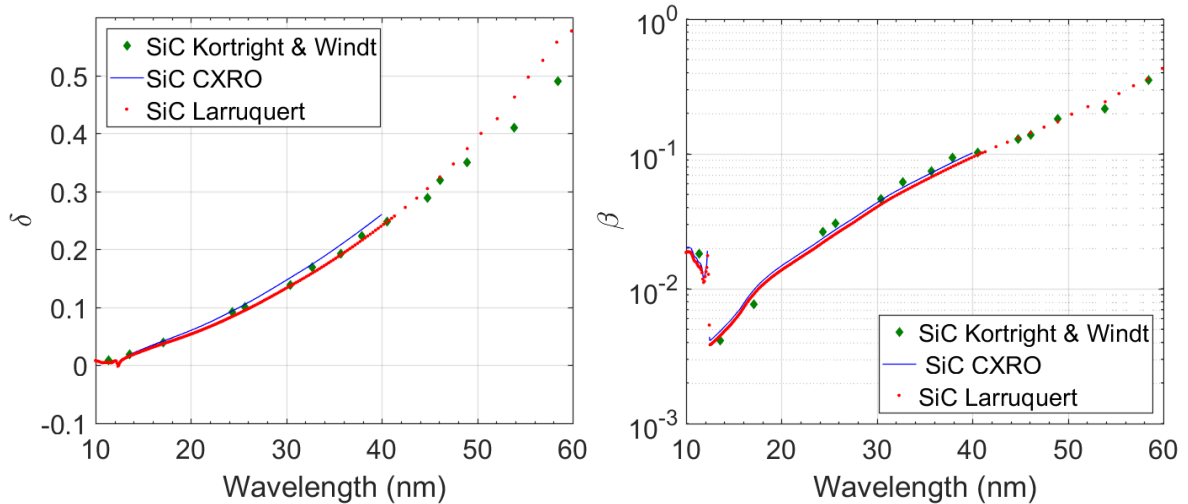 SiC Kortright & Windt
SiC CXRO
SiC Larruquert
0.5
0.4
0.3
0.2
0.1
0
-0.1
δ
10 20 30 40 50 60
Wavelength (nm)
10^0
10^-1
10^-2
10^-3
β
SiC Kortright & Windt
SiC CXRO
SiC Larruquert
10 20 30 40 50 60
Wavelength (nm)